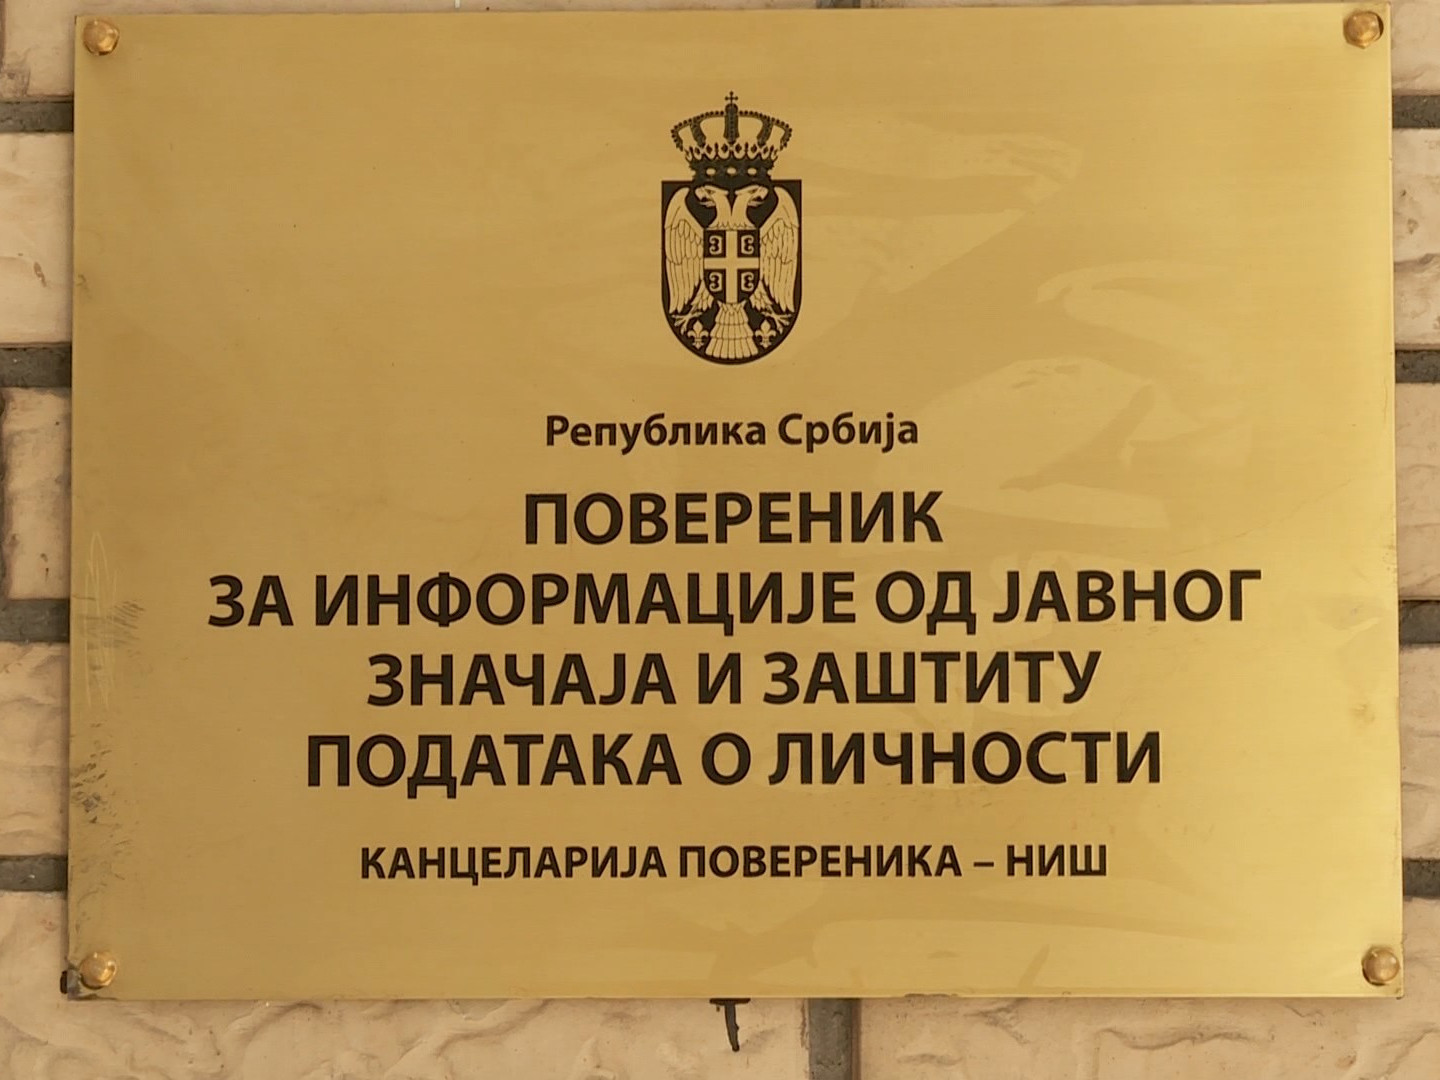 Република Србија
ПОВЕРЕНИК
ЗА ИНФОРМАЦИЈЕ ОД ЈАВНОГ
ЗНАЧАЈА И ЗАШТИТУ
ПОДАТАКА О ЛИЧНОСТИ
КАНЦЕЛАРИЈА ПОВЕРЕНИКА – НИШ